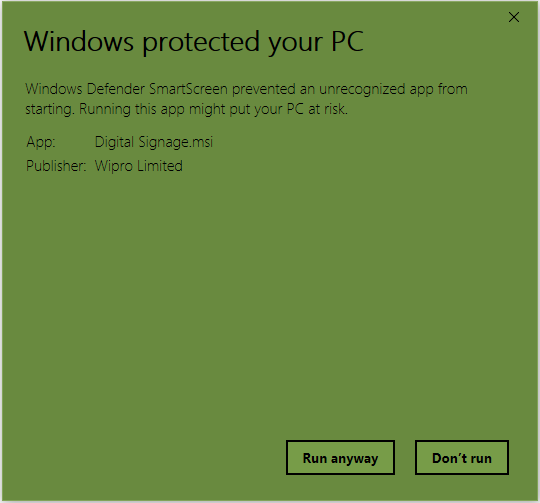 Windows protected your PC
Windows Defender SmartScreen prevented an unrecognized app from
starting. Running this app might put your PC at risk.
App: Digital Signage.msi
Publisher: Wipro Limited
Run anyway Don’t run